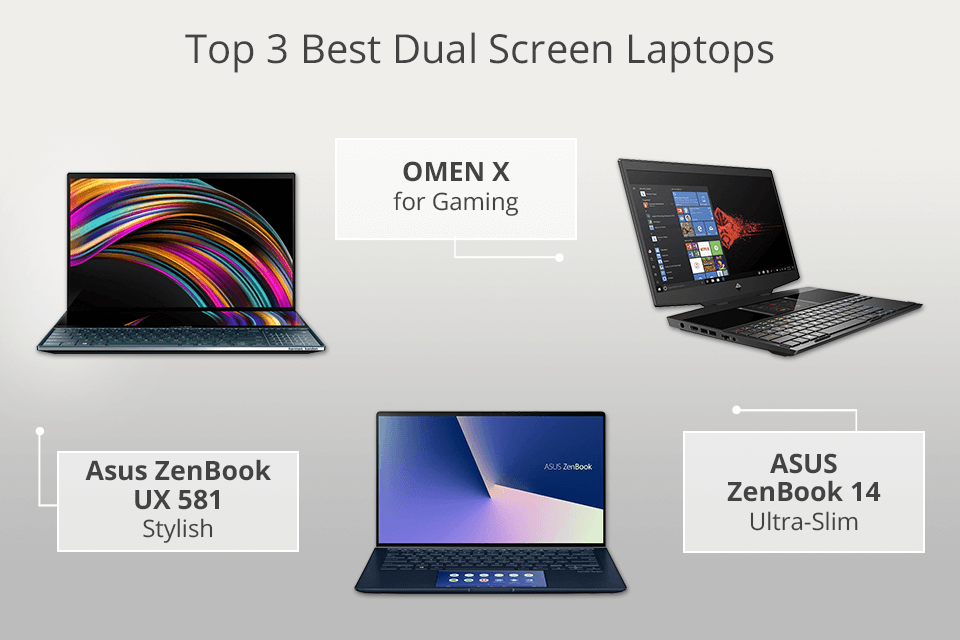 Top 3 Best Dual Screen Laptops
OMEN X
for Gaming
ASUS ZenBook
Asus ZenBook
UX 581
Stylish
ASUS
ZenBook 14
Ultra-Slim